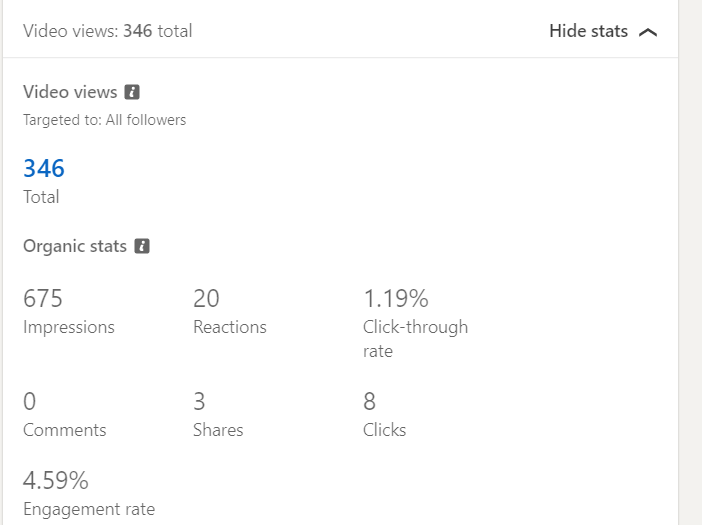 Video views: 346 total
Hide stats
Video views
Targeted to: All followers
346
Total
Organic stats
675
Impressions
20
Reactions
1.19%
Click-through
rate
0
Comments
3
Shares
8
Clicks
4.59%
Engagement rate